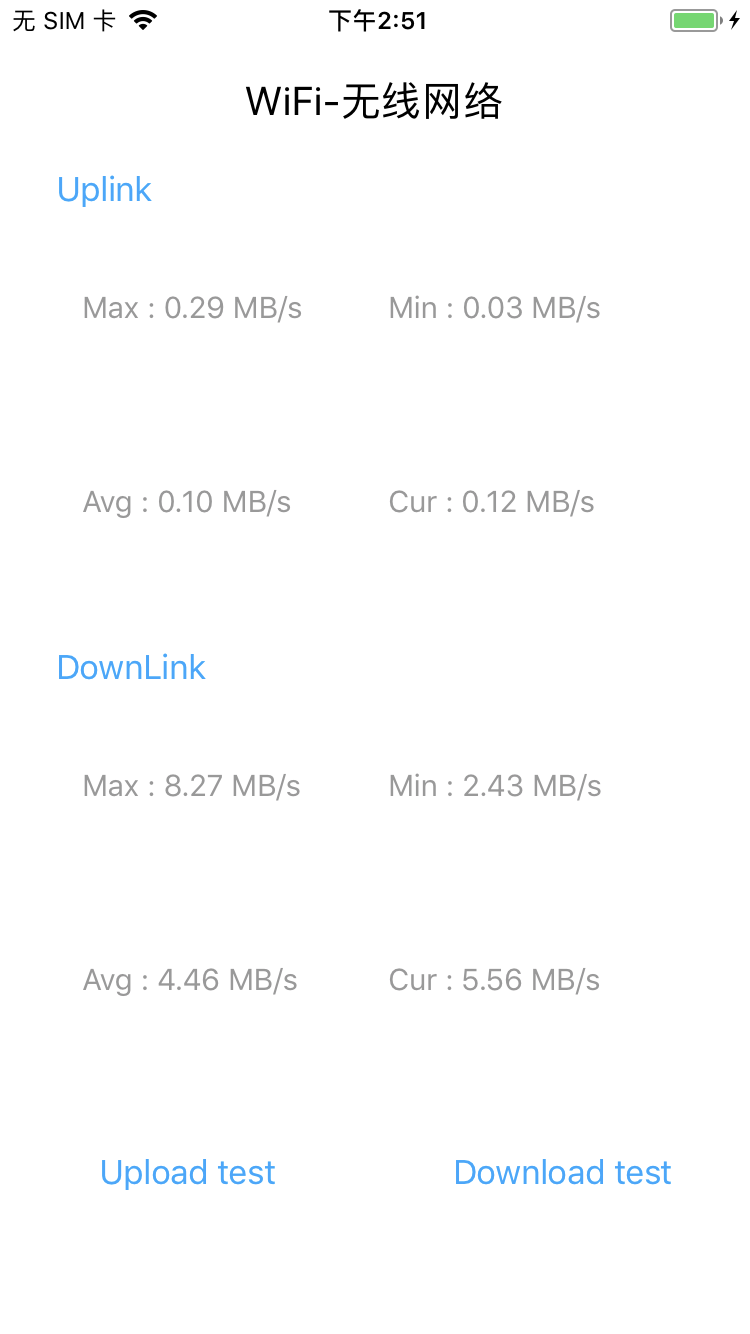 无 SIM 卡 下午2:51
WiFi-无线网络
Uplink
Max : 0.29 MB/s Min : 0.03 MB/s
Avg : 0.10 MB/s Cur : 0.12 MB/s
DownLink
Max : 8.27 MB/s Min : 2.43 MB/s
Avg : 4.46 MB/s Cur : 5.56 MB/s
Upload test Download test